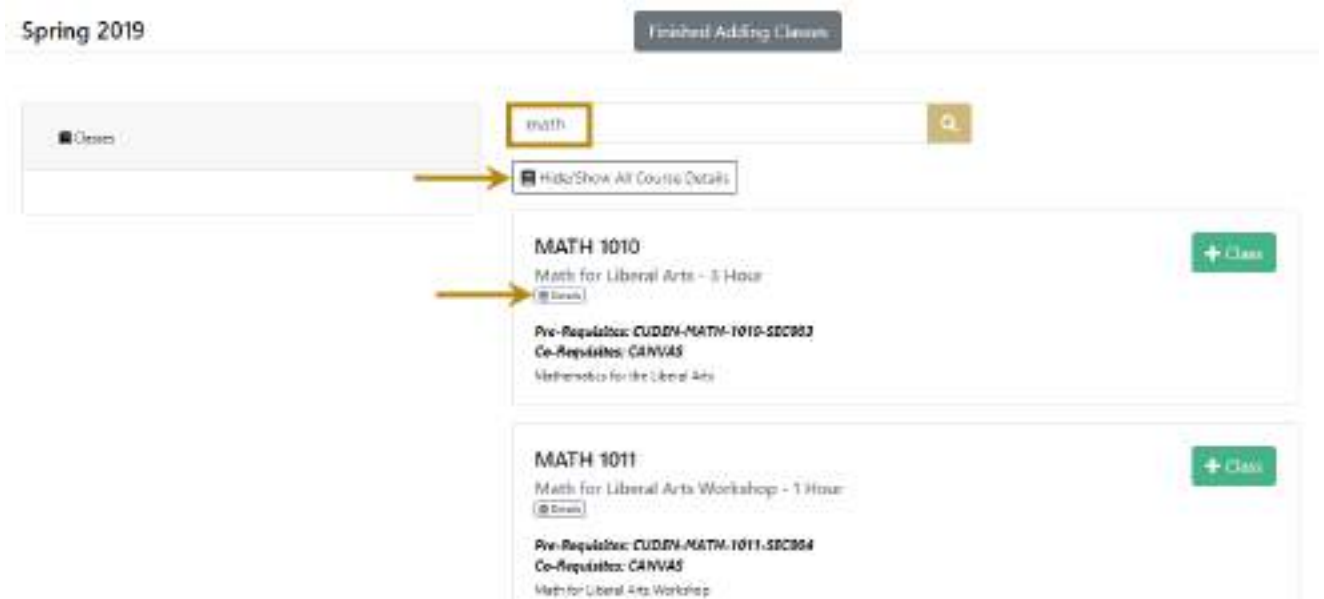 Spring 2019
Finished Adding Classes
Classes
math
Hide/Show All Course Details
MATH 1010
+ Class
Math for Liberal Arts - 3 Hour
Details
Pre-Requisites: CUDEN-MATH-1010-
Co-Requisites: CANVAS
Mathematics for the Liberal Arts
MATH 1011
+ Class
Math for Liberal Arts Workshop - 1 Hour
Details
Pre-Requisites: CUDEN-MATH-1011-
Co-Requisites: CANVAS
Math for Liberal Arts Workshop